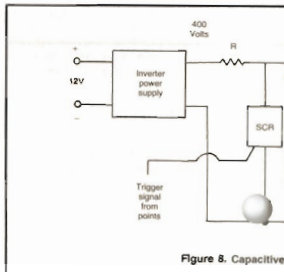 400
Volts
R
+
12V
–
Inverter
power
supply
SCR
Trigger
signal
from
points
Figure 8. Capacitive